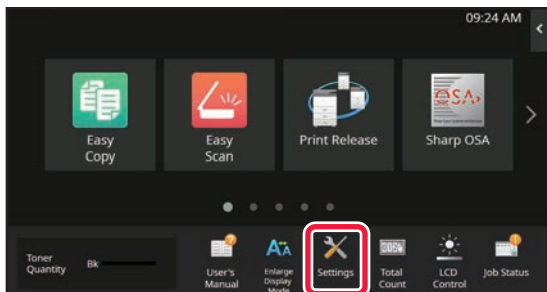 09:24 AM
Easy
Copy
Easy
Scan
Print Release
OSA
Sharp OSA
Toner
Quantity
Bk
User's
Manual
Enlarge
Display
Mode
Settings
Total
Count
LCD
Control
Job Status